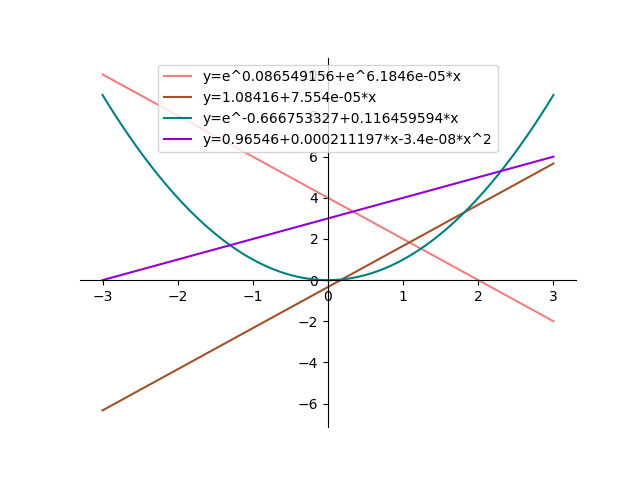 y=e^0.086549156+e^6.1846e-05*x
y=1.08416+7.554e-05*x
y=e^-0.666753327+0.116459594*x
y=0.96546+0.000211197*x-3.4e-08*x^2
6
4
2
0
−3 −2 −1 0 1 2 3
−2
−4
−6